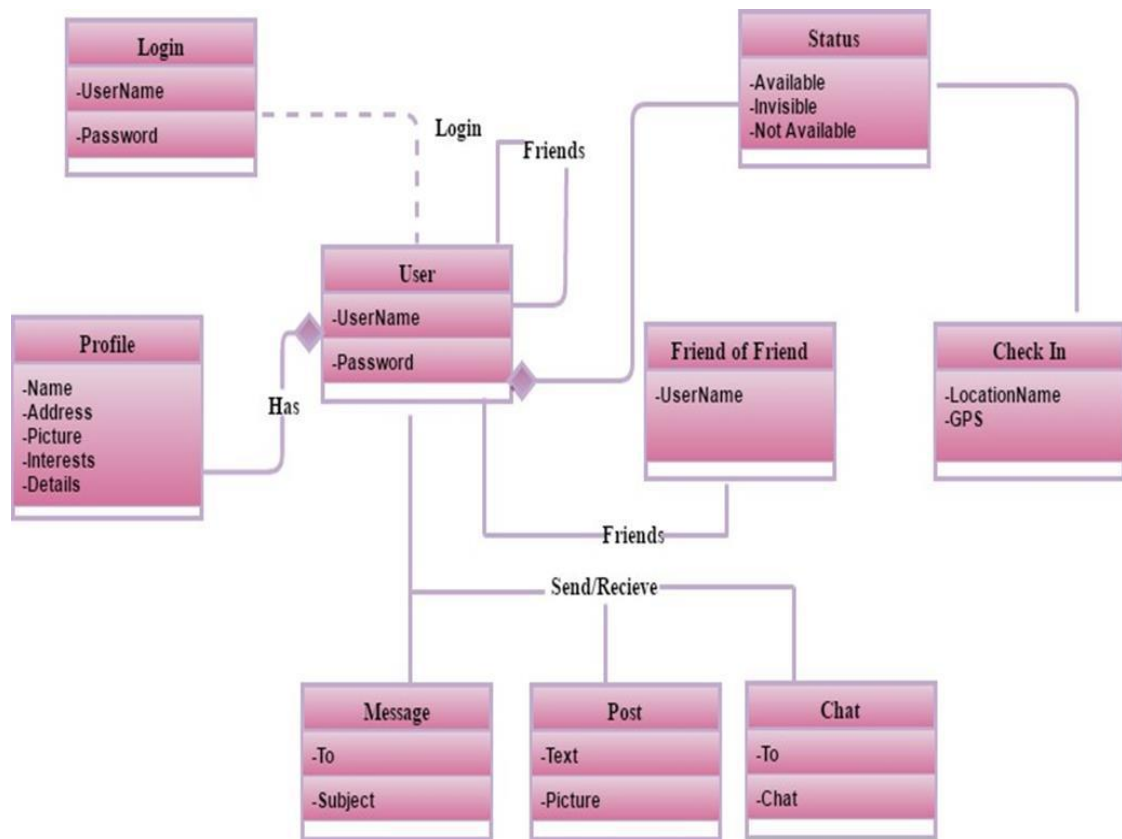 Login
-UserName
-Password
Status
-Available
-Invisible
-Not Available
Login
Friends
User
-UserName
-Password
Profile
-Name
-Address
-Picture
-Interests
-Details
Has
Friend of Friend
-UserName
Check In
-LocationName
-GPS
Friends
Send/Recieve
Message
-To
-Subject
Post
-Text
-Picture
Chat
-To
-Chat